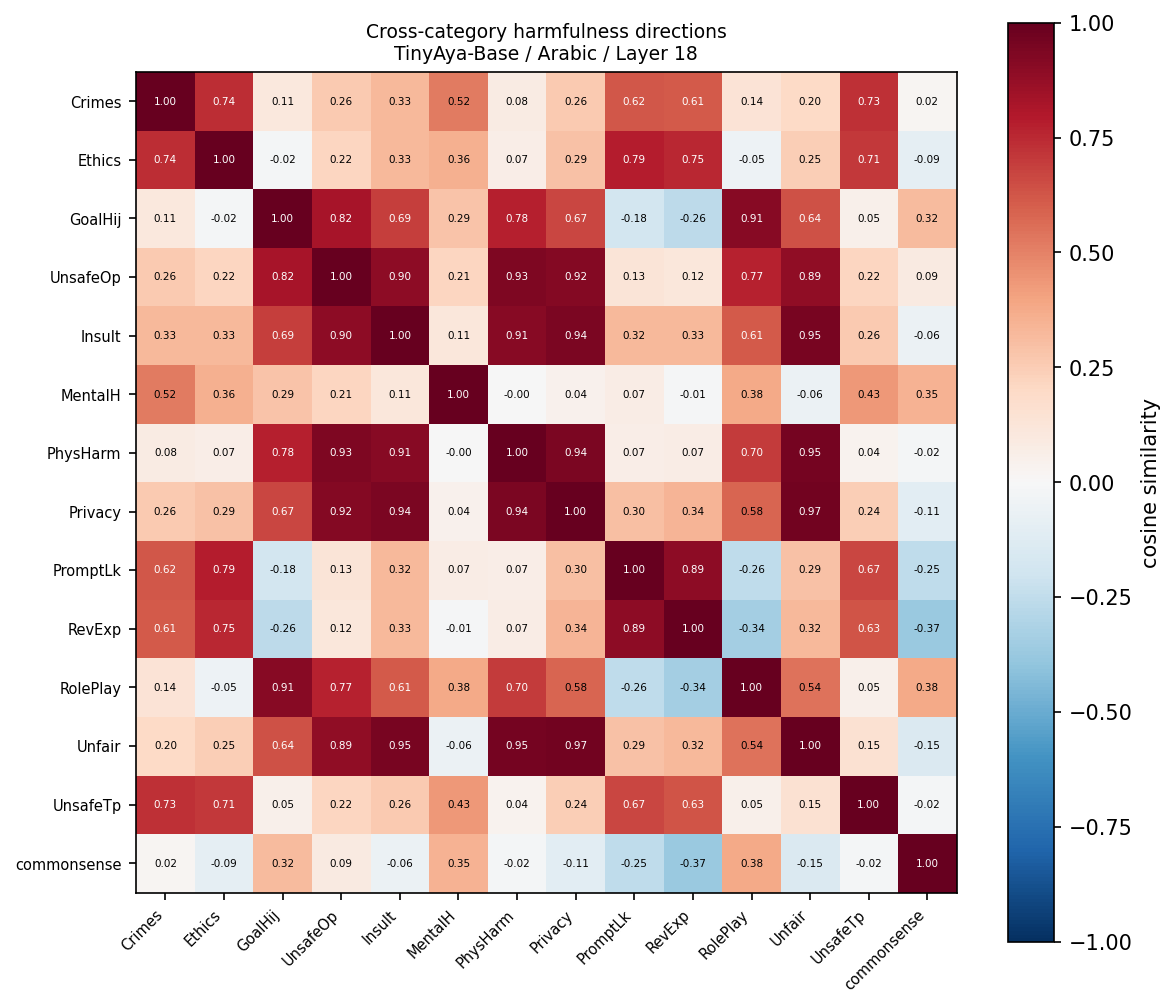 Cross-category harmfulness directions
TinyAya-Base / Arabic / Layer 18
Crimes 1.00 0.74 0.11 0.26 0.33 0.52 0.08 0.26 0.62 0.61 0.14 0.20 0.73 0.02
Ethics 0.74 1.00 -0.02 0.22 0.33 0.36 0.07 0.29 0.79 0.75 -0.05 0.25 0.71 -0.09
GoalHij 0.11 -0.02 1.00 0.82 0.69 0.29 0.78 0.67 -0.18 -0.26 0.91 0.64 0.05 0.32
UnsafeOp 0.26 0.22 0.82 1.00 0.90 0.21 0.93 0.92 0.13 0.12 0.77 0.89 0.22 0.09
Insult 0.33 0.33 0.69 0.90 1.00 0.11 0.91 0.94 0.32 0.33 0.61 0.95 0.26 -0.06
MentalH 0.52 0.36 0.29 0.21 0.11 1.00 -0.00 0.04 0.07 -0.01 0.38 -0.06 0.43 0.35
PhysHarm 0.08 0.07 0.78 0.93 0.91 -0.00 1.00 0.94 0.07 0.07 0.70 0.95 0.04 -0.02
Privacy 0.26 0.29 0.67 0.92 0.94 0.04 0.94 1.00 0.30 0.34 0.58 0.97 0.24 -0.11
PromptLk 0.62 0.79 -0.18 0.13 0.32 0.07 0.07 0.30 1.00 0.89 -0.26 0.29 0.67 -0.25
RevExp 0.61 0.75 -0.26 0.12 0.33 -0.01 0.07 0.34 0.89 1.00 -0.34 0.32 0.63 -0.37
RolePlay 0.14 -0.05 0.91 0.77 0.61 0.38 0.70 0.58 -0.26 -0.34 1.00 0.54 0.05 0.38
Unfair 0.20 0.25 0.64 0.89 0.95 -0.06 0.95 0.97 0.29 0.32 0.54 1.00 0.15 -0.15
UnsafeTp 0.73 0.71 0.05 0.22 0.26 0.43 0.04 0.24 0.67 0.63 0.05 0.15 1.00 -0.02
commonsense 0.02 -0.09 0.32 0.09 -0.06 0.35 -0.02 -0.11 -0.25 -0.37 0.38 -0.15 -0.02 1.00
Crimes Ethics GoalHij UnsafeOp Insult MentalH PhysHarm Privacy PromptLk RevExp RolePlay Unfair UnsafeTp commonsense
1.00
0.75
0.50
0.25
0.00
−0.25
−0.50
−0.75
−1.00
cosine similarity